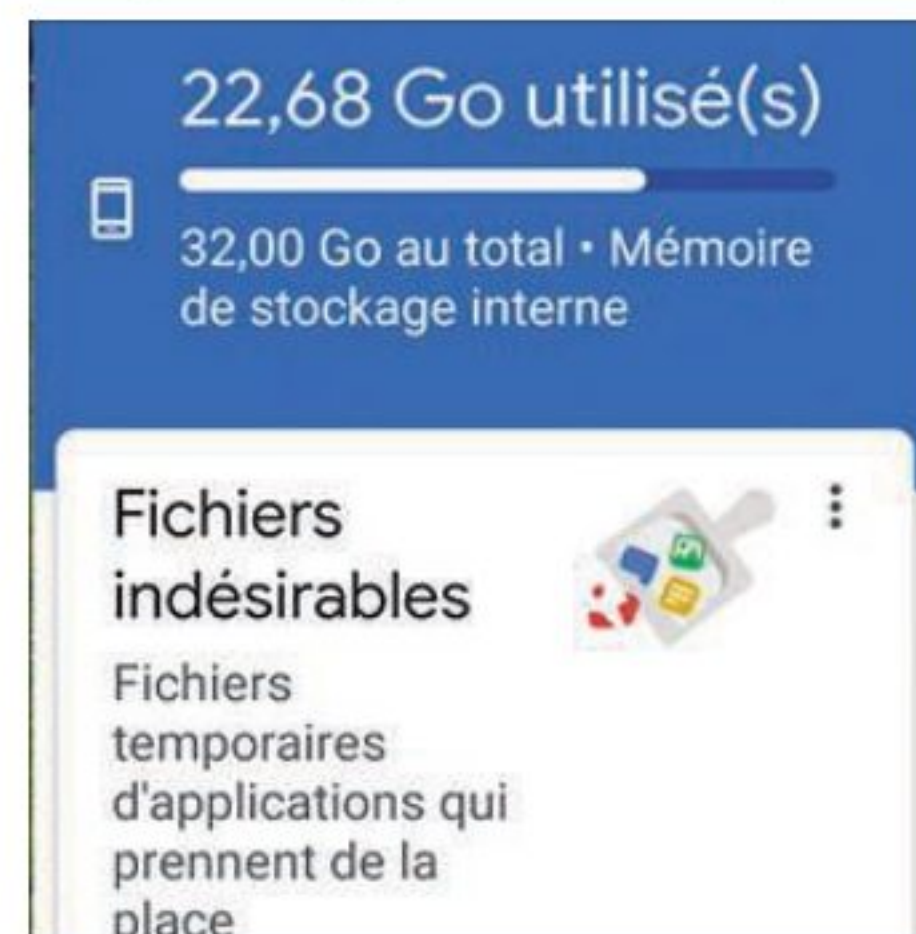 22,68 Go utilisé(s)
32,00 Go au total • Mémoire
de stockage interne
Fichiers
indésirables
Fichiers
temporaires
d'applications qui
prennent de la
place